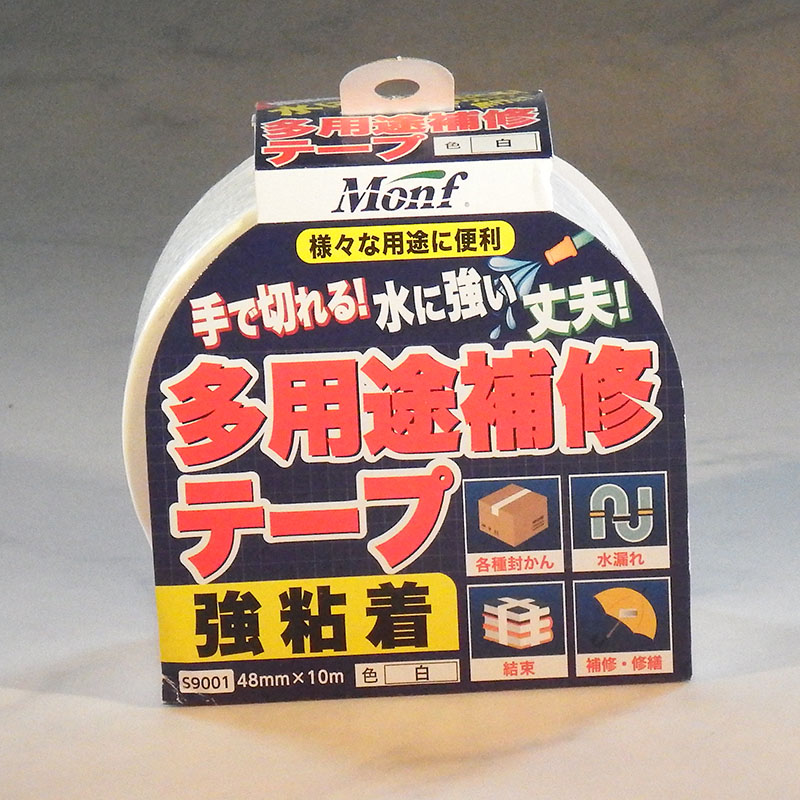 多用途補修
テープ
色 白
Monf
様々な用途に便利
手で切れる! 水に強い 丈夫!
多用途補修
テープ
各種封かん
水漏れ
強粘着
結束
補修・修繕
S9001 48mm×10m 色 白